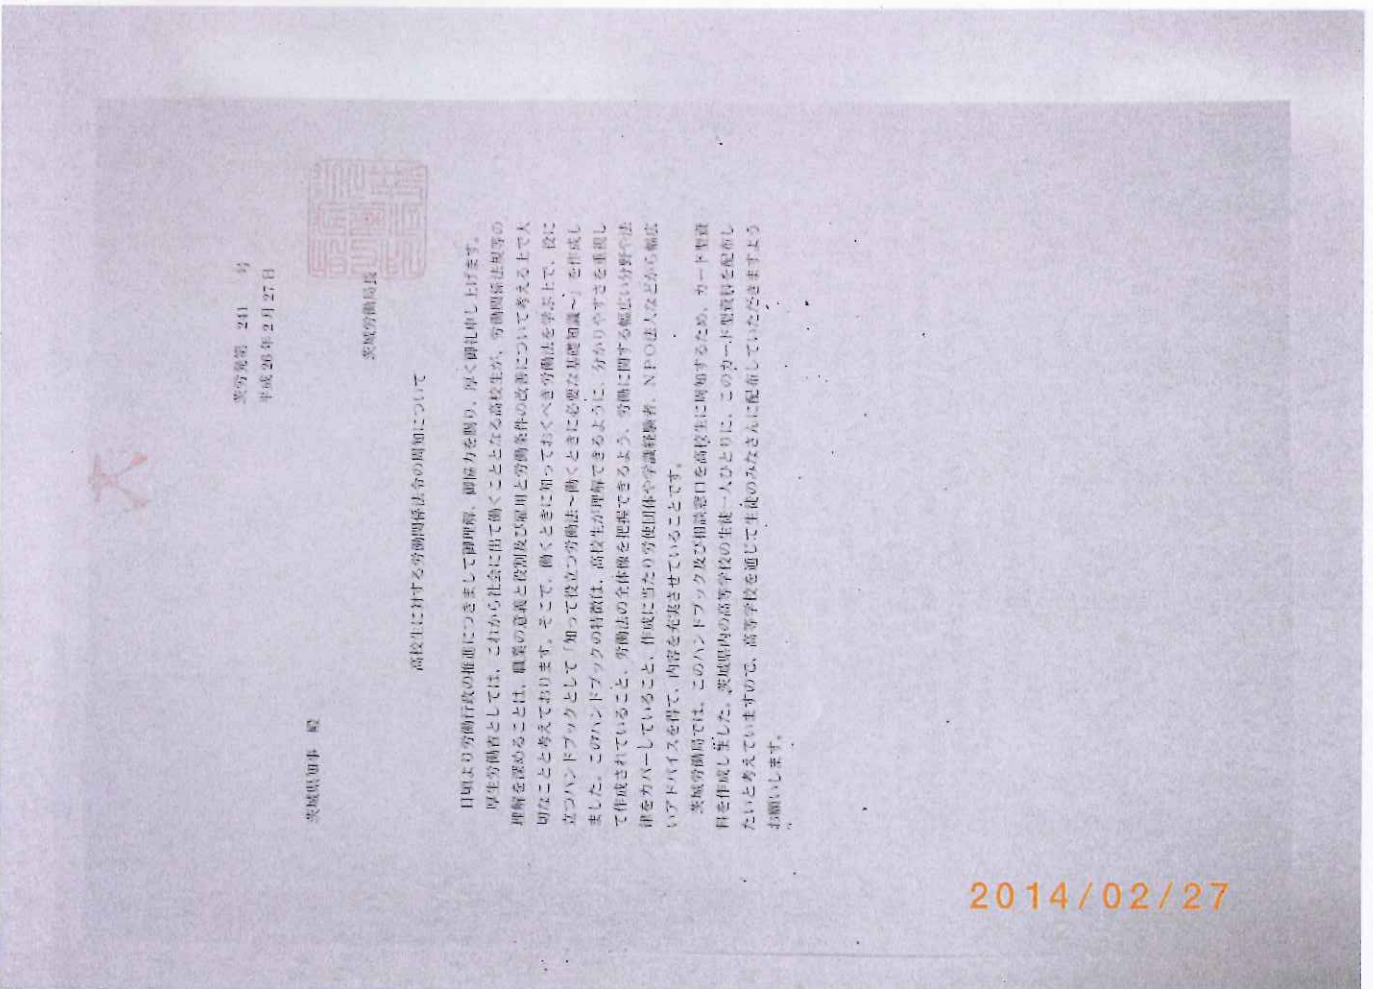 大
茨労発第 241 号
平成26年2月27日
茨城県知事 殿
茨城労働局長
高校生に対する労働関係法令の周知について
日頃より労働行政の推進につきまして御理解、御協力を賜り、厚く御礼申し上げます。
厚生労働省としては、これから社会に出て働くこととなる高校生が、労働関係法規等の
理解を深めることは、職業の意義と役割及び雇用と労働条件の改善について考える上で大
切なことと考えております。そこで、働くときに知っておくべき労働法を学ぶ上で、役に
立つハンドブックとして「知って役立つ労働法～働くときに必要な基礎知識～」を作成し
ました。このハンドブックの特徴は、高校生が理解できるように、分かりやすさを重視し
て作成されていること、労働法の全体像を把握できるよう、労働に関する幅広い分野や法
律をカバーしていること、作成に当たり労使団体や学識経験者、NPO法人などから幅広
いアドバイスを得て、内容を充実させていることです。
茨城労働局では、このハンドブック及び相談窓口を高校生に周知するため、カード型資
料を作成しました。茨城県内の高等学校の生徒一人ひとりに、このカード型資料を配布し
たいと考えていますので、高等学校を通じて生徒のみなさんに配布していただきますよう
お願いします。
2014/02/27